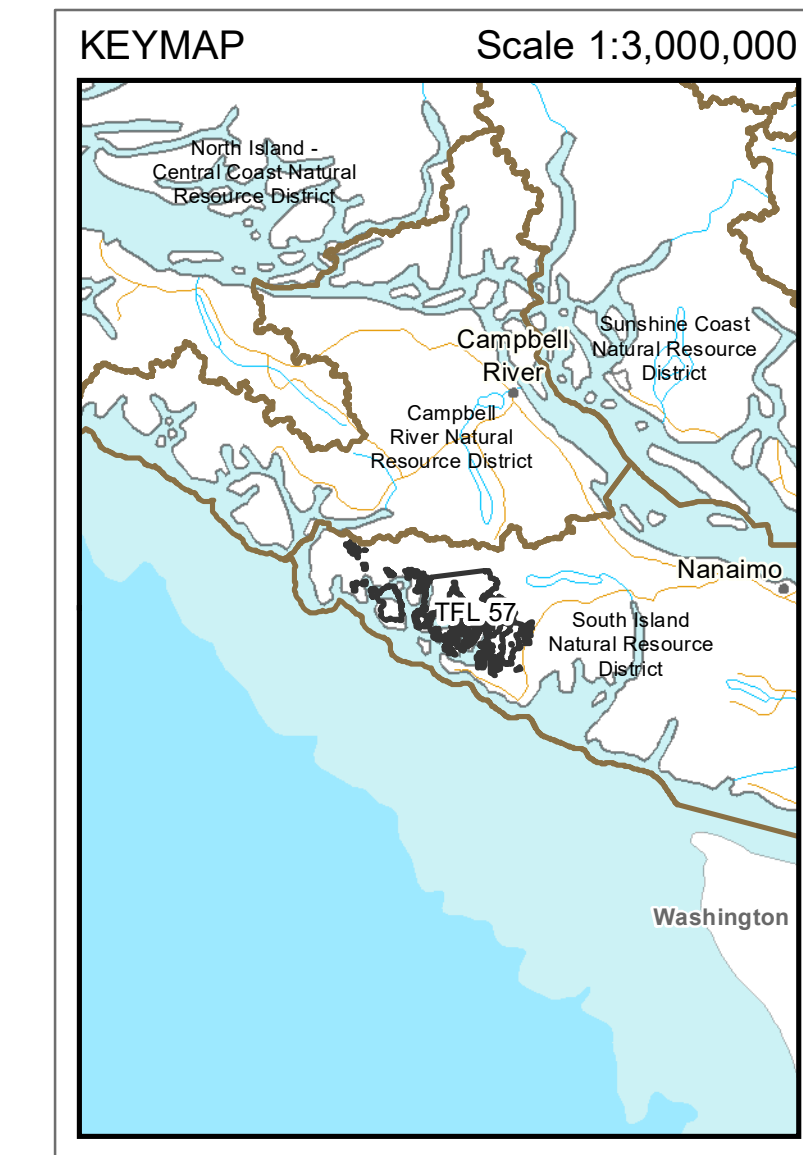 KEYMAP Scale 1:3,000,000
North Island -
Central Coast Natural
Resource District
Campbell
River
Sunshine Coast
Natural Resource
District
Campbell
River Natural
Resource District
Nanaimo
TFL 57
South Island
Natural Resource
District
Washington